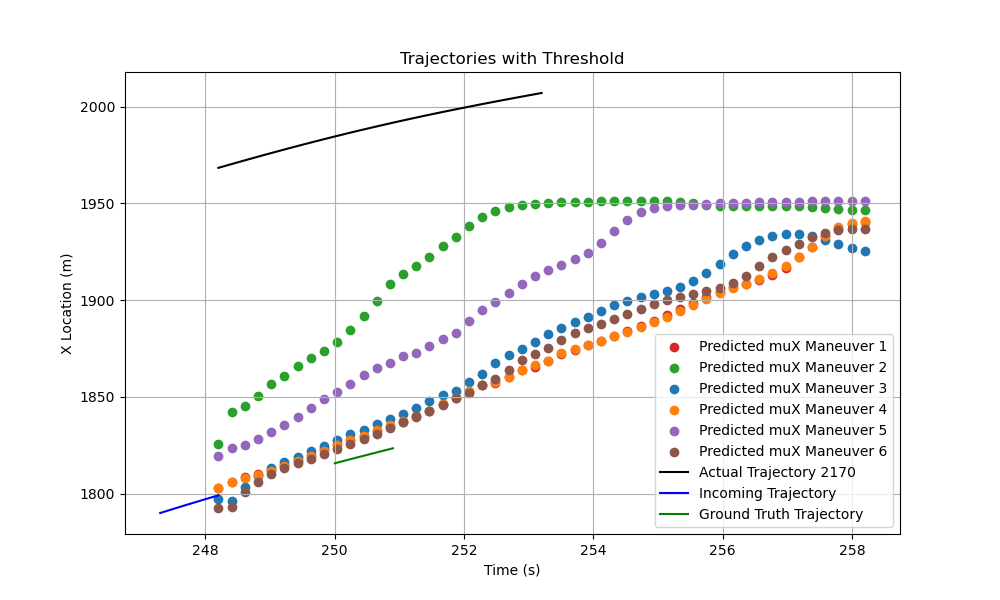 Trajectories with Threshold
X Location (m)
2000
1950
1900
1850
1800
Predicted muX Maneuver 1
Predicted muX Maneuver 2
Predicted muX Maneuver 3
Predicted muX Maneuver 4
Predicted muX Maneuver 5
Predicted muX Maneuver 6
Actual Trajectory 2170
Incoming Trajectory
Ground Truth Trajectory
248 250 252 254 256 258
Time (s)